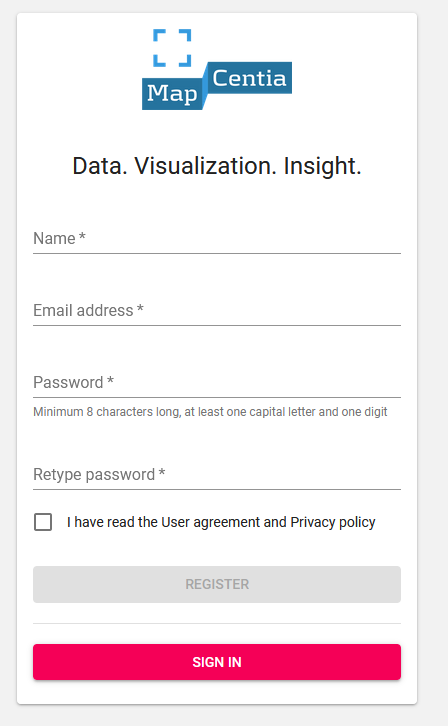 Map Centia
Data. Visualization. Insight.
Name *
Email address *
Password *
Minimum 8 characters long, at least one capital letter and one digit
Retype password *
I have read the User agreement and Privacy policy
REGISTER
SIGN IN